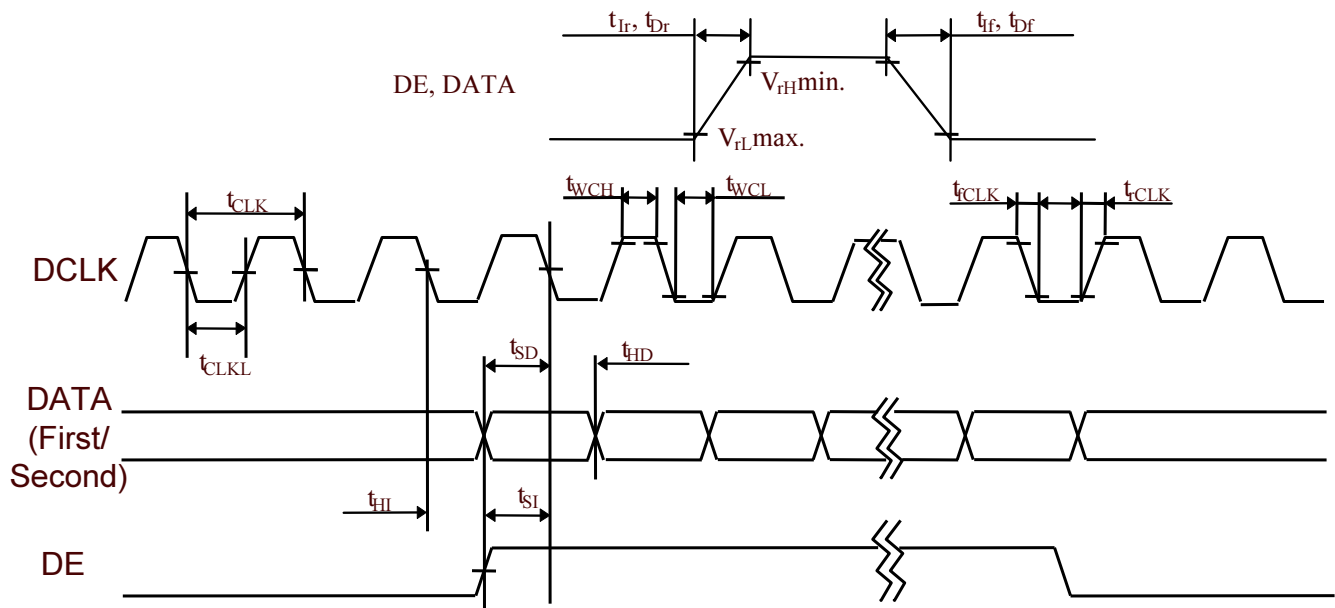 tIr, tDr
tIf, tDf
DE, DATA
VrHmin.
VrLmax.
tWCH
tWCL
tfCLK
trCLK
tCLK
DCLK
tCLKL
tSD
tHD
DATA
(First/
Second)
tHI
tSI
DE